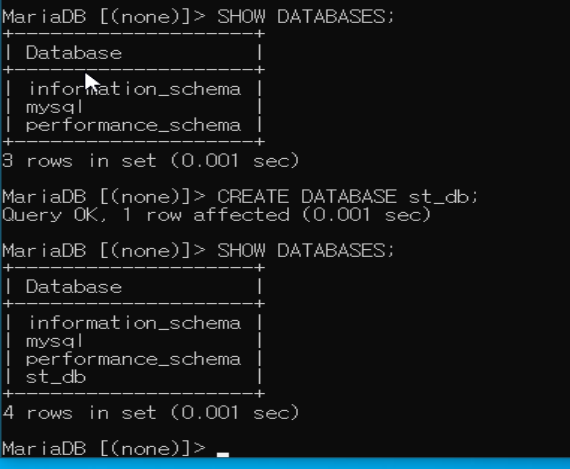 MariaDB [(none)]> SHOW DATABASES;
+--------------------+
| Database           |
+--------------------+
| information_schema |
| mysql              |
| performance_schema |
+--------------------+
3 rows in set (0.001 sec)
MariaDB [(none)]> CREATE DATABASE st_db;
Query OK, 1 row affected (0.001 sec)
MariaDB [(none)]> SHOW DATABASES;
+--------------------+
| Database           |
+--------------------+
| information_schema |
| mysql              |
| performance_schema |
| st_db              |
+--------------------+
4 rows in set (0.001 sec)
MariaDB [(none)]> _